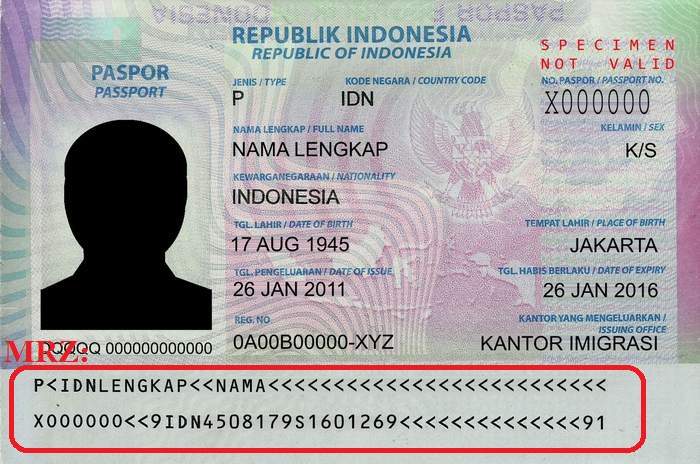 REPUBLIK INDONESIA
REPUBLIC OF INDONESIA
SPECIMEN
NOT VALID
PASPOR
PASSPORT
JENIS / TYPE
KODE NEGARA / COUNTRY CODE
NO. PASPOR / PASSPORT NO.
P
IDN
X000000
NAMA LENGKAP / FULL NAME
KELAMIN / SEX
NAMA LENGKAP
K/S
KEWARGANEGARAAN / NATIONALITY
INDONESIA
TGL. LAHIR / DATE OF BIRTH
TEMPAT LAHIR / PLACE OF BIRTH
17 AUG 1945
JAKARTA
TGL. PENGELUARAN / DATE OF ISSUE
TGL. HABIS BERLAKU / DATE OF EXPIRY
26 JAN 2011
26 JAN 2016
REG. NO
KANTOR YANG MENGELUARKAN /
ISSUING OFFICE
0A00B00000-XYZ
KANTOR IMIGRASI
000000000000
MRZ:
P<IDNLENGKAP<<NAMA<<<<<<<<<<<<<<<<<<<<<<<<<<
X000000<<9IDN4508179S1601269<<<<<<<<<<<<<<91